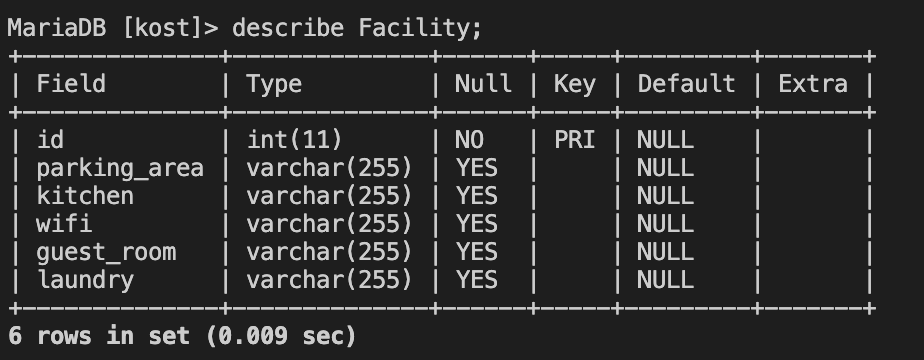 MariaDB [kost]> describe Facility;
+---------------+--------------+------+-----+---------+-------+
| Field         | Type         | Null | Key | Default | Extra |
+---------------+--------------+------+-----+---------+-------+
| id            | int(11)      | NO   | PRI | NULL    |       |
| parking_area  | varchar(255) | YES  |     | NULL    |       |
| kitchen       | varchar(255) | YES  |     | NULL    |       |
| wifi          | varchar(255) | YES  |     | NULL    |       |
| guest_room    | varchar(255) | YES  |     | NULL    |       |
| laundry       | varchar(255) | YES  |     | NULL    |       |
+---------------+--------------+------+-----+---------+-------+
6 rows in set (0.009 sec)